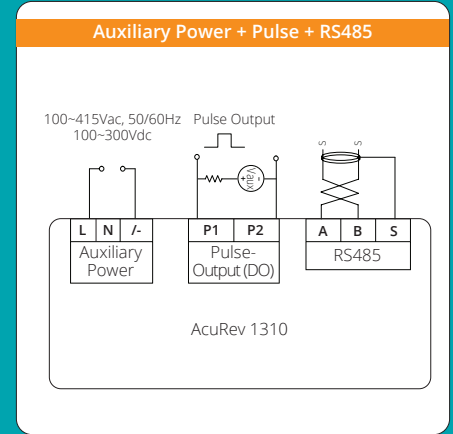 Auxiliary Power + Pulse + RS485
100~415Vac, 50/60Hz
100~300Vdc
Pulse Output
S S
+ Vaux -
L N /-
Auxiliary
Power
P1 P2
Pulse-
Output (DO)
A B S
RS485
AcuRev 1310